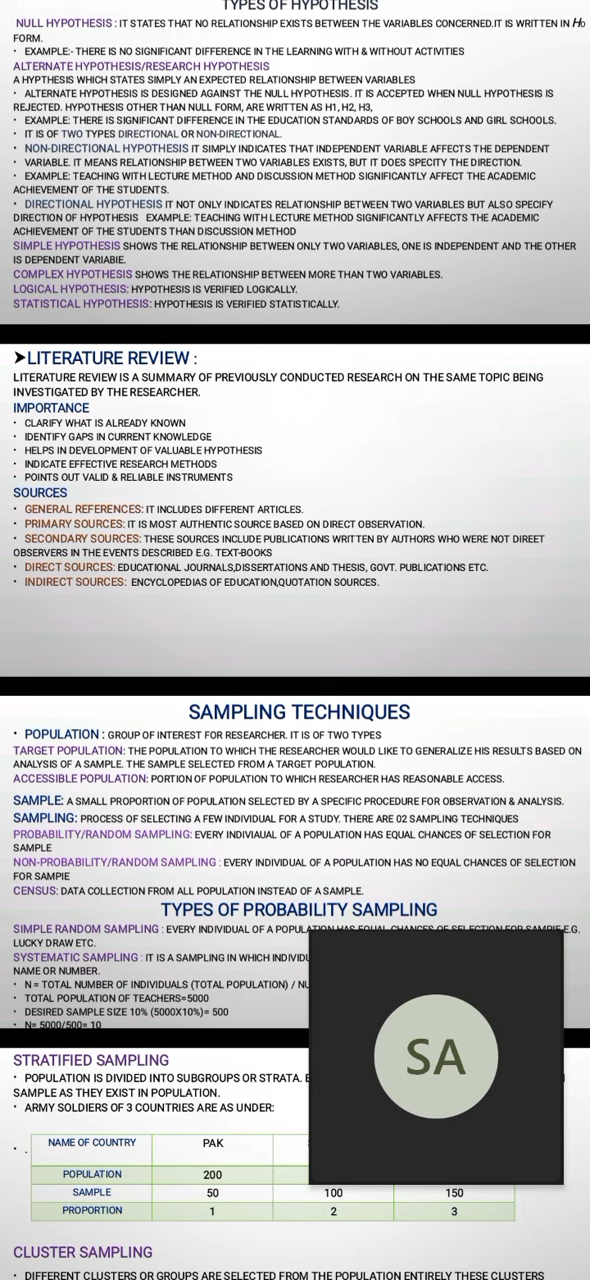 TYPES OF HYPOTHESIS
NULL HYPOTHESIS : IT STATES THAT NO RELATIONSHIP EXISTS BETWEEN THE VARIABLES CONCERNED.IT IS WRITTEN IN H₀
FORM.
• EXAMPLE:- THERE IS NO SIGNIFICANT DIFFERENCE IN THE LEARNING WITH & WITHOUT ACTIVITIES
ALTERNATE HYPOTHESIS/RESEARCH HYPOTHESIS
A HYPTHESIS WHICH STATES SIMPLY AN EXPECTED RELATIONSHIP BETWEEN VARIABLES
• ALTERNATE HYPOTHESIS IS DESIGNED AGAINST THE NULL HYPOTHESIS. IT IS ACCEPTED WHEN NULL HYPOTHESIS IS
REJECTED. HYPOTHESIS OTHER THAN NULL FORM, ARE WRITTEN AS H1, H2, H3,
• EXAMPLE: THERE IS SIGNIFICANT DIFFERENCE IN THE EDUCATION STANDARDS OF BOY SCHOOLS AND GIRL SCHOOLS.
• IT IS OF TWO TYPES DIRECTIONAL OR NON-DIRECTIONAL.
• NON-DIRECTIONAL HYPOTHESIS IT SIMPLY INDICATES THAT INDEPENDENT VARIABLE AFFECTS THE DEPENDENT
• VARIABLE. IT MEANS RELATIONSHIP BETWEEN TWO VARIABLES EXISTS, BUT IT DOES SPECIFY THE DIRECTION.
• EXAMPLE: TEACHING WITH LECTURE METHOD AND DISCUSSION METHOD SIGNIFICANTLY AFFECT THE ACADEMIC
ACHIEVEMENT OF THE STUDENTS.
• DIRECTIONAL HYPOTHESIS IT NOT ONLY INDICATES RELATIONSHIP BETWEEN TWO VARIABLES BUT ALSO SPECIFY
DIRECTION OF HYPOTHESIS EXAMPLE: TEACHING WITH LECTURE METHOD SIGNIFICANTLY AFFECTS THE ACADEMIC
ACHIEVEMENT OF THE STUDENTS THAN DISCUSSION METHOD
SIMPLE HYPOTHESIS SHOWS THE RELATIONSHIP BETWEEN ONLY TWO VARIABLES, ONE IS INDEPENDENT AND THE OTHER
IS DEPENDENT VARIABIE.
COMPLEX HYPOTHESIS SHOWS THE RELATIONSHIP BETWEEN MORE THAN TWO VARIABLES.
LOGICAL HYPOTHESIS: HYPOTHESIS IS VERIFIED LOGICALLY.
STATISTICAL HYPOTHESIS: HYPOTHESIS IS VERIFIED STATISTICALLY.
➤LITERATURE REVIEW :
LITERATURE REVIEW IS A SUMMARY OF PREVIOUSLY CONDUCTED RESEARCH ON THE SAME TOPIC BEING
INVESTIGATED BY THE RESEARCHER.
IMPORTANCE
• CLARIFY WHAT IS ALREADY KNOWN
• IDENTIFY GAPS IN CURRENT KNOWLEDGE
• HELPS IN DEVELOPMENT OF VALUABLE HYPOTHESIS
• INDICATE EFFECTIVE RESEARCH METHODS
• POINTS OUT VALID & RELIABLE INSTRUMENTS
SOURCES
• GENERAL REFERENCES: IT INCLUDES DIFFERENT ARTICLES.
• PRIMARY SOURCES: IT IS MOST AUTHENTIC SOURCE BASED ON DIRECT OBSERVATION.
• SECONDARY SOURCES: THESE SOURCES INCLUDE PUBLICATIONS WRITTEN BY AUTHORS WHO WERE NOT DIREET
OBSERVERS IN THE EVENTS DESCRIBED E.G. TEXT-BOOKS
• DIRECT SOURCES: EDUCATIONAL JOURNALS,DISSERTATIONS AND THESIS, GOVT. PUBLICATIONS ETC.
• INDIRECT SOURCES: ENCYCLOPEDIAS OF EDUCATION,QUOTATION SOURCES.
SAMPLING TECHNIQUES
• POPULATION : GROUP OF INTEREST FOR RESEARCHER. IT IS OF TWO TYPES
TARGET POPULATION: THE POPULATION TO WHICH THE RESEARCHER WOULD LIKE TO GENERALIZE HIS RESULTS BASED ON
ANALYSIS OF A SAMPLE. THE SAMPLE SELECTED FROM A TARGET POPULATION.
ACCESSIBLE POPULATION: PORTION OF POPULATION TO WHICH RESEARCHER HAS REASONABLE ACCESS.
SAMPLE: A SMALL PROPORTION OF POPULATION SELECTED BY A SPECIFIC PROCEDURE FOR OBSERVATION & ANALYSIS.
SAMPLING: PROCESS OF SELECTING A FEW INDIVIDUAL FOR A STUDY. THERE ARE 02 SAMPLING TECHNIQUES
PROBABILITY/RANDOM SAMPLING: EVERY INDIVIAUAL OF A POPULATION HAS EQUAL CHANCES OF SELECTION FOR
SAMPLE
NON-PROBABILITY/RANDOM SAMPLING : EVERY INDIVIDUAL OF A POPULATION HAS NO EQUAL CHANCES OF SELECTION
FOR SAMPIE
CENSUS: DATA COLLECTION FROM ALL POPULATION INSTEAD OF A SAMPLE.
TYPES OF PROBABILITY SAMPLING
SIMPLE RANDOM SAMPLING : EVERY INDIVIDUAL OF A POPULATION HAS EQUAL CHANCES OF SELECTION FOR SAMPIE E.G.
LUCKY DRAW ETC.
SYSTEMATIC SAMPLING : IT IS A SAMPLING IN WHICH
NAME OR NUMBER.
• N = TOTAL NUMBER OF INDIVIDUALS (TOTAL POPULATION) /
• TOTAL POPULATION OF TEACHERS=5000
• DESIRED SAMPLE SIZE 10% (5000X10%)= 500
• N= 5000/500= 10
SA
STRATIFIED SAMPLING
• POPULATION IS DIVIDED INTO SUBGROUPS OR STRATA.
SAMPLE AS THEY EXIST IN POPULATION.
• ARMY SOLDIERS OF 3 COUNTRIES ARE AS UNDER:
• .
NAME OF COUNTRY PAK
POPULATION 200
SAMPLE 50 100 150
PROPORTION 1 2 3
CLUSTER SAMPLING
• DIFFERENT CLUSTERS OR GROUPS ARE SELECTED FROM THE POPULATION ENTIRELY THESE CLUSTERS